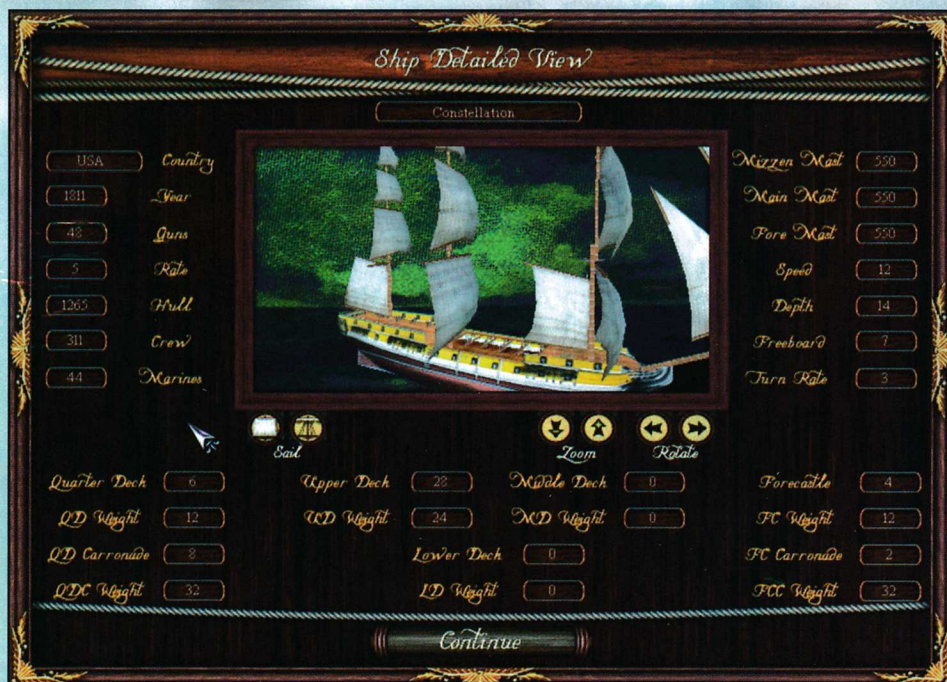 Ship Detailed View
Constellation
USA Country
1811 Year
48 Guns
5 Rate
1265 Hull
311 Crew
44 Marines
Mizzen Mast 550
Main Mast 550
Fore Mast 550
Speed 12
Depth 14
Freeboard 7
Turn Rate 3
Sail Zoom Rotate
Quarter Deck 6 Upper Deck 28 Middle Deck 0 Forecastle 4
QD Weight 12 UD Weight 24 MD Weight 0 FC Weight 12
QD Carronade 8 Lower Deck 0 FC Carronade 2
QDC Weight 32 LD Weight 0 FCC Weight 32
Continue